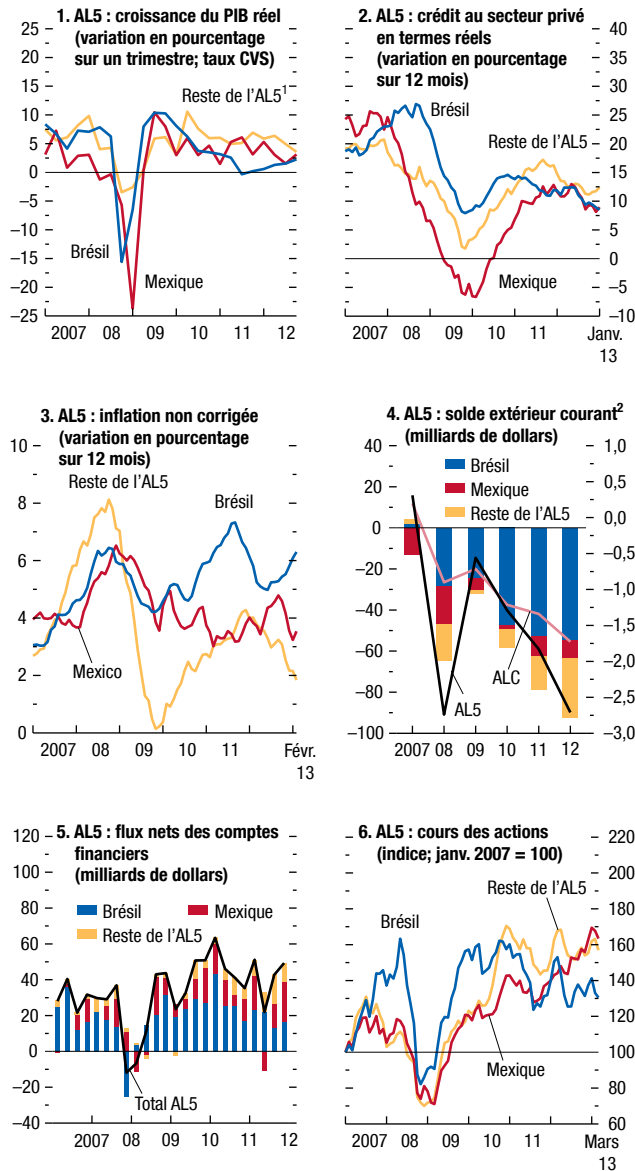 1. AL5 : croissance du PIB réel
(variation en pourcentage
sur un trimestre; taux CVS)
25
20
15
10
5
0
–5
–10
–15
–20
–25
Reste de l'AL5¹
Brésil
Mexique
2007 08 09 10 11 12
2. AL5 : crédit au secteur privé
en termes réels
(variation en pourcentage
sur 12 mois)
40
35
30
25
20
15
10
5
0
–5
–10
Brésil
Reste de l'AL5
Mexique
2007 08 09 10 11 Janv.
13
3. AL5 : inflation non corrigée
(variation en pourcentage
sur 12 mois)
10
8
6
4
2
0
Reste de l'AL5
Brésil
Mexico
2007 08 09 10 11 Févr.
13
4. AL5 : solde extérieur courant²
(milliards de dollars)
40
20
0
–20
–40
–60
–80
–100
1,0
0,5
0,0
–0,5
–1,0
–1,5
–2,0
–2,5
–3,0
Brésil
Mexique
Reste de l'AL5
ALC
AL5
2007 08 09 10 11 12
5. AL5 : flux nets des comptes
financiers
(milliards de dollars)
120
100
80
60
40
20
0
–20
–40
Brésil Mexique
Reste de l'AL5
Total AL5
2007 08 09 10 11 12
6. AL5 : cours des actions
(indice; janv. 2007 = 100)
220
200
180
160
140
120
100
80
60
Reste de l'AL5
Brésil
Mexique
2007 08 09 10 11 Mars
13